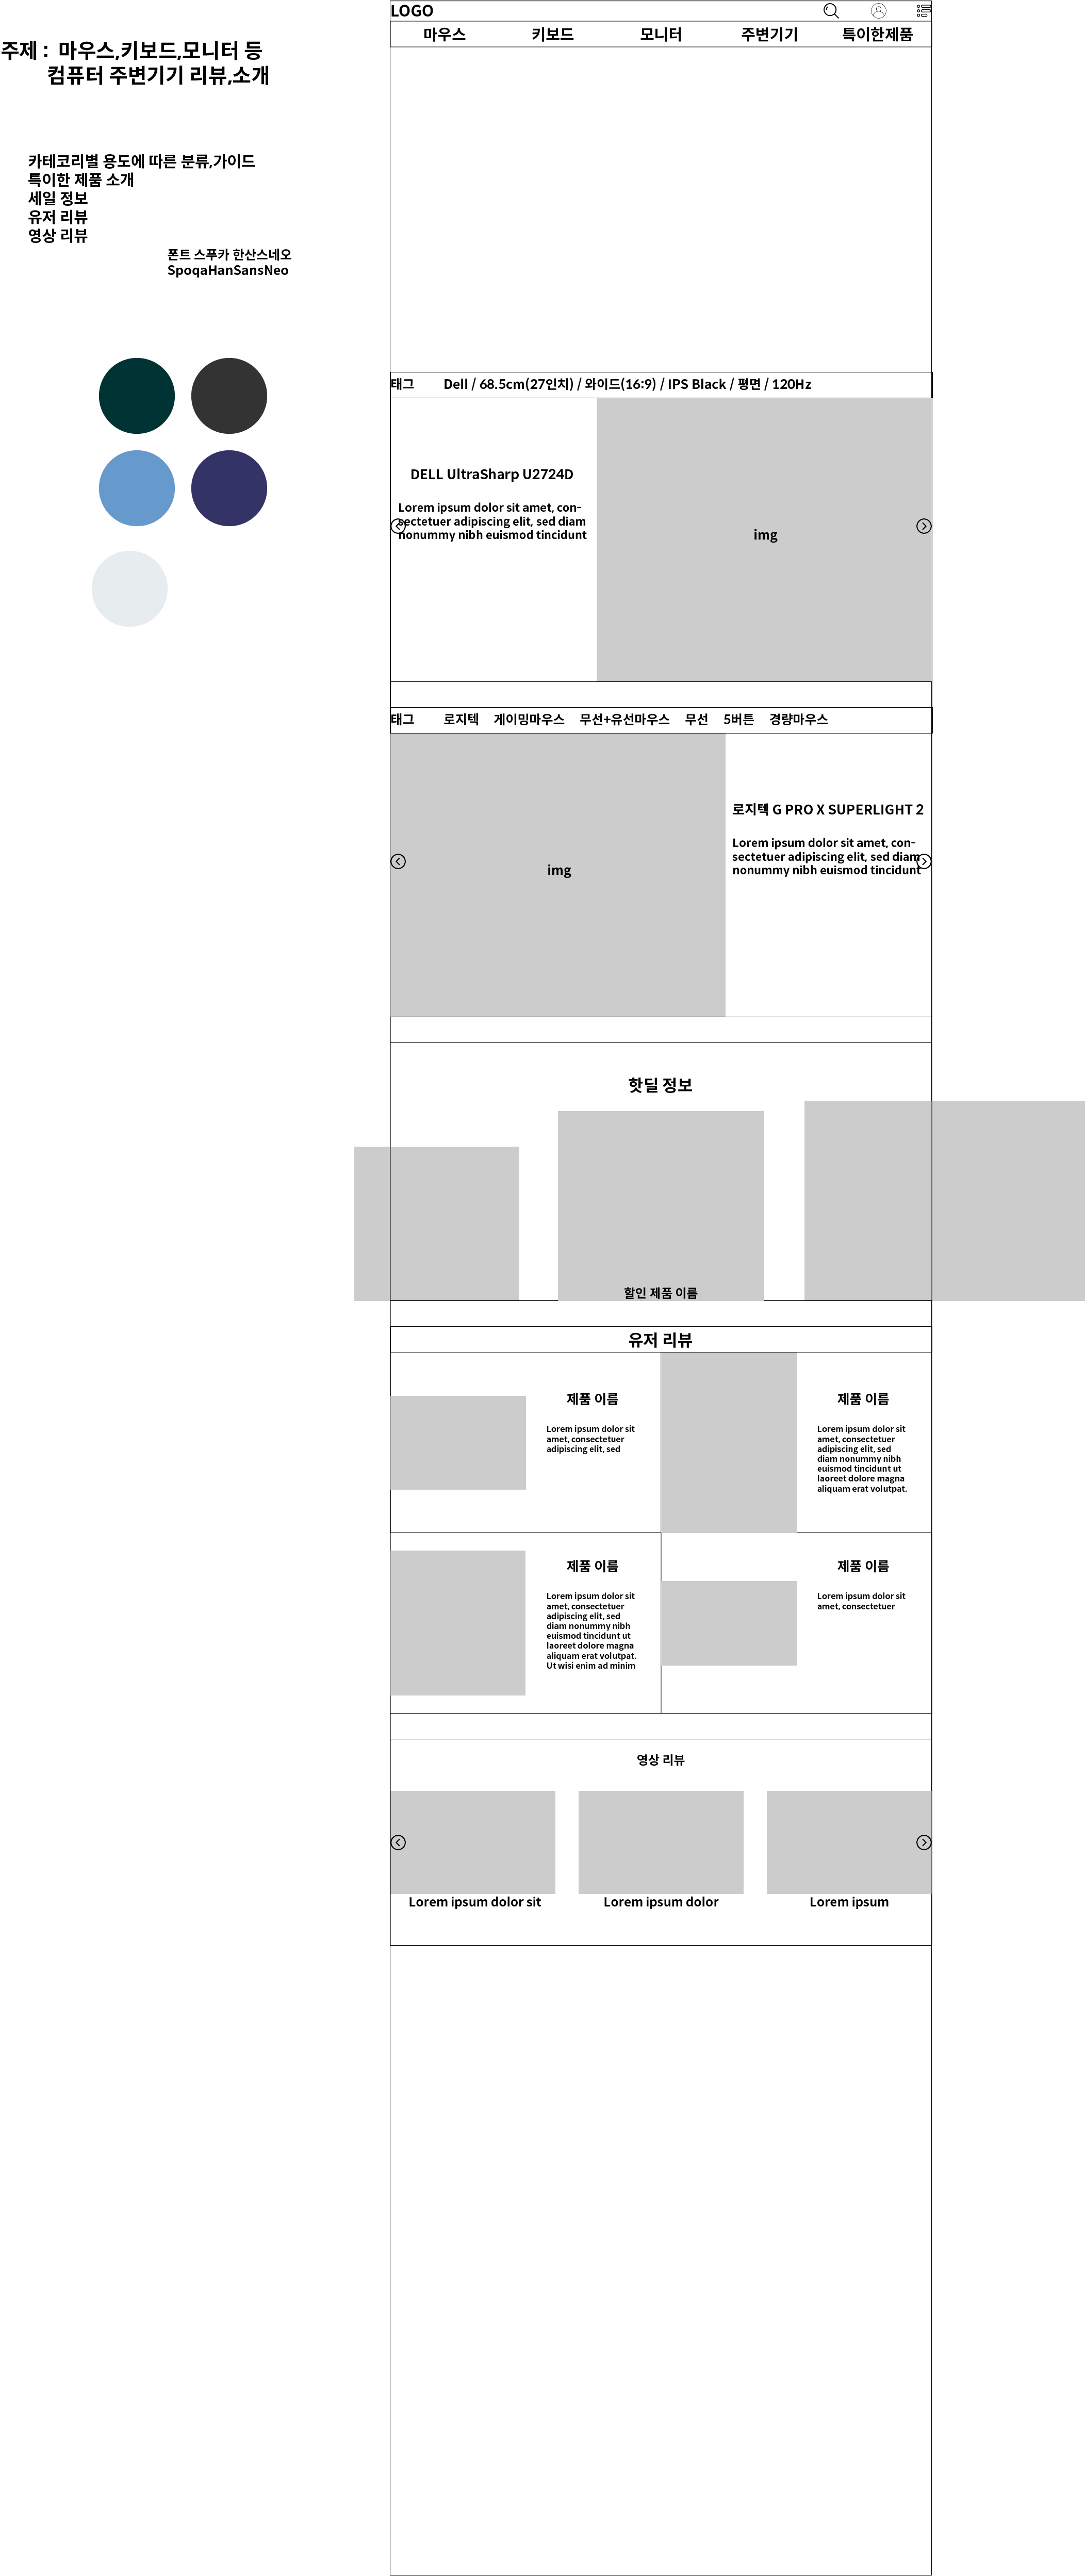 주제 : 마우스,키보드,모니터 등
컴퓨터 주변기기 리뷰,소개
카테코리별 용도에 따른 분류,가이드
특이한 제품 소개
세일 정보
유저 리뷰
영상 리뷰
폰트 스푸카 한산스네오
SpoqaHanSansNeo
LOGO
마우스 키보드 모니터 주변기기 특이한제품
태그 Dell / 68.5cm(27인치) / 와이드(16:9) / IPS Black / 평면 / 120Hz
DELL UltraSharp U2724D
Lorem ipsum dolor sit amet, con-
sectetuer adipiscing elit, sed diam
nonummy nibh euismod tincidunt
img
태그 로지텍 게이밍마우스 무선+유선마우스 무선 5버튼 경량마우스
img
로지텍 G PRO X SUPERLIGHT 2
Lorem ipsum dolor sit amet, con-
sectetuer adipiscing elit, sed diam
nonummy nibh euismod tincidunt
핫딜 정보
할인 제품 이름
유저 리뷰
제품 이름
Lorem ipsum dolor sit
amet, consectetuer
adipiscing elit, sed
제품 이름
Lorem ipsum dolor sit
amet, consectetuer
adipiscing elit, sed
diam nonummy nibh
euismod tincidunt ut
laoreet dolore magna
aliquam erat volutpat.
제품 이름
Lorem ipsum dolor sit
amet, consectetuer
adipiscing elit, sed
diam nonummy nibh
euismod tincidunt ut
laoreet dolore magna
aliquam erat volutpat.
Ut wisi enim ad minim
제품 이름
Lorem ipsum dolor sit
amet, consectetuer
영상 리뷰
Lorem ipsum dolor sit
Lorem ipsum dolor
Lorem ipsum